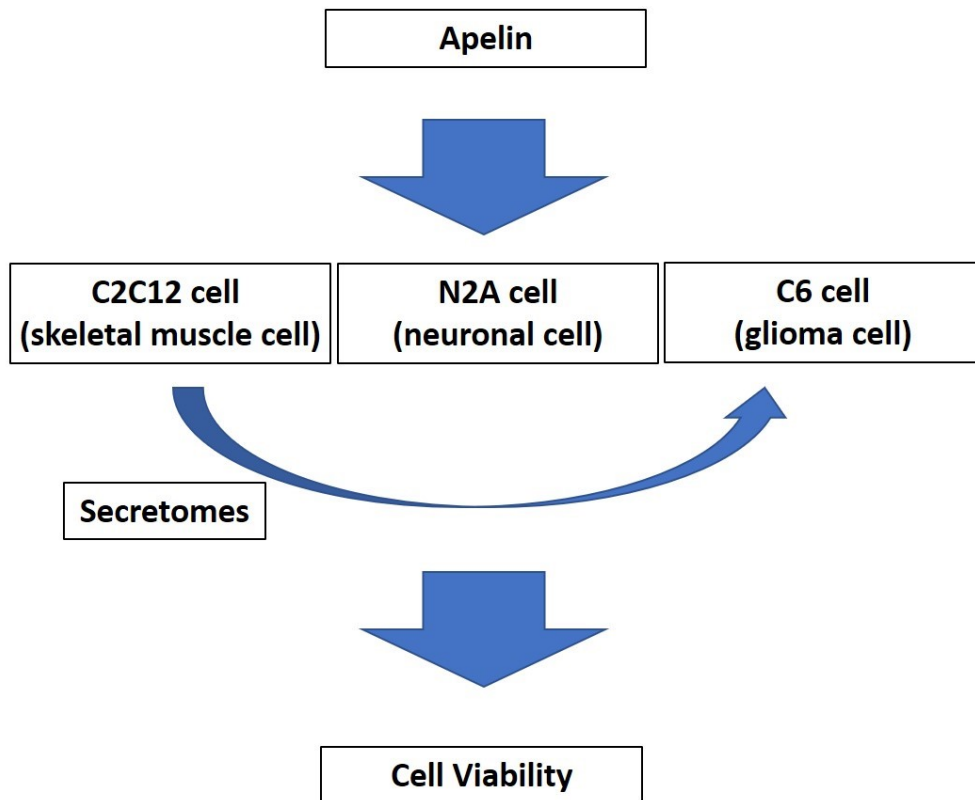 Apelin
C2C12 cell
(skeletal muscle cell)
N2A cell
(neuronal cell)
C6 cell
(glioma cell)
Secretomes
Cell Viability